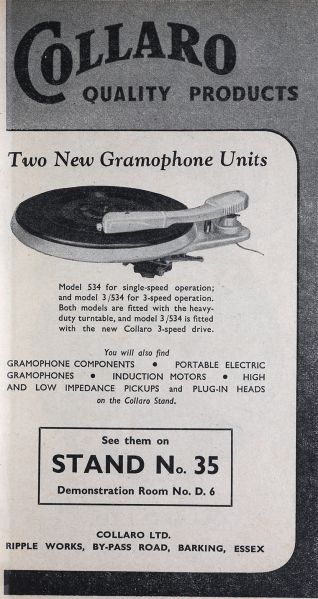 COLLARO
QUALITY PRODUCTS
Two New Gramophone Units
Model 534 for single-speed operation;
and model 3/534 for 3-speed operation.
Both models are fitted with the heavy-
duty turntable, and model 3/534 is fitted
with the new Collaro 3-speed drive.
You will also find
GRAMOPHONE COMPONENTS • PORTABLE ELECTRIC
GRAMOPHONES • INDUCTION MOTORS • HIGH
AND LOW IMPEDANCE PICKUPS and PLUG-IN HEADS
on the Collaro Stand.
See them on
STAND No. 35
Demonstration Room No. D. 6
COLLARO LTD.
RIPPLE WORKS, BY-PASS ROAD, BARKING, ESSEX